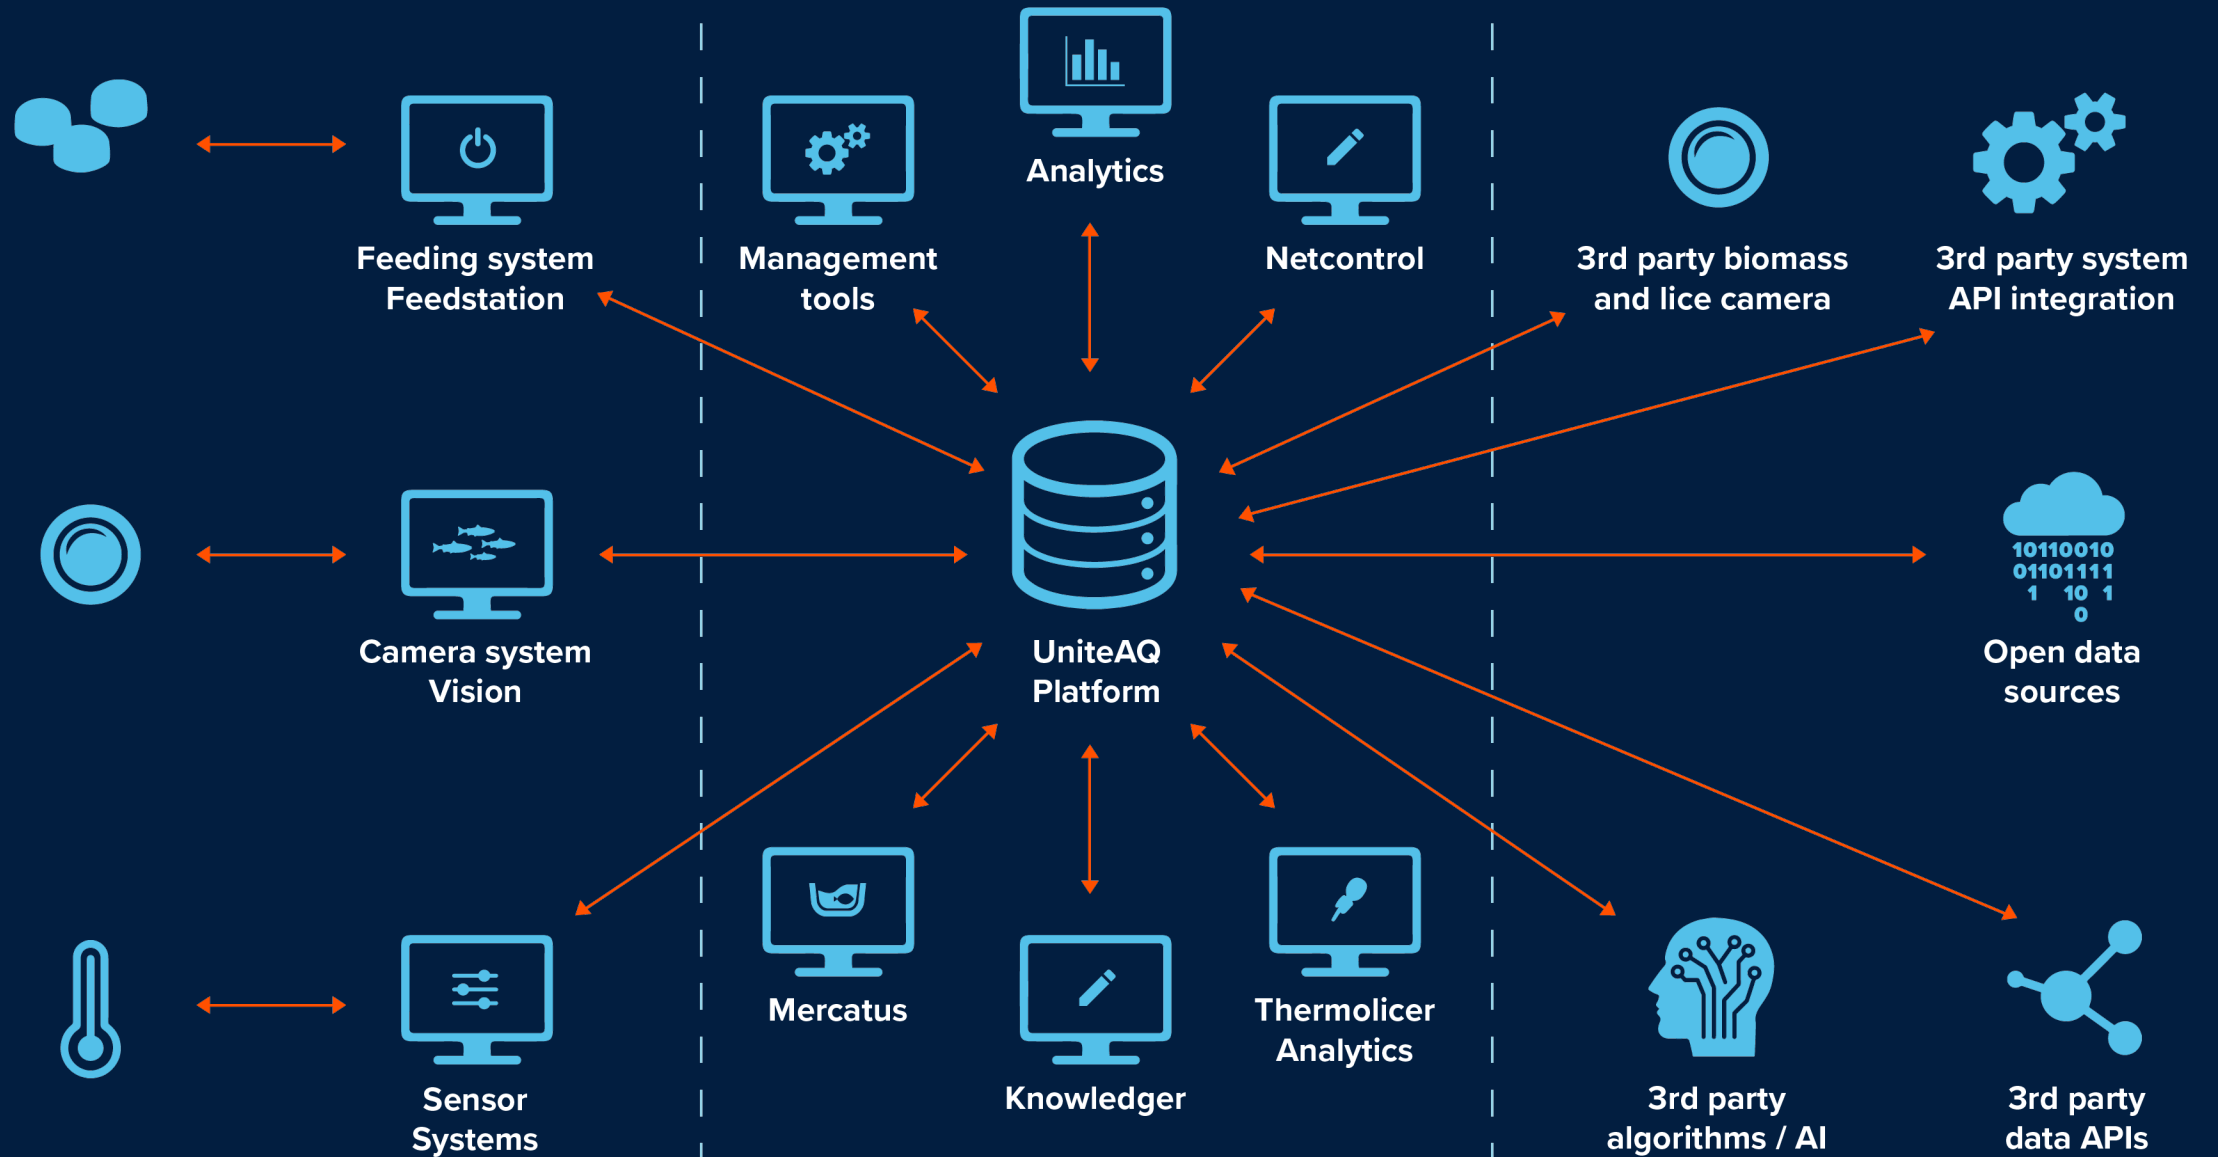 Analytics
Feeding system
Feedstation
Management
tools
Netcontrol
3rd party biomass
and lice camera
3rd party system
API integration
10110010
01101111
1 10 1
0
Camera system
Vision
UniteAQ
Platform
Open data
sources
Mercatus
Thermolicer
Analytics
Sensor
Systems
Knowledger
3rd party
algorithms / AI
3rd party
data APIs